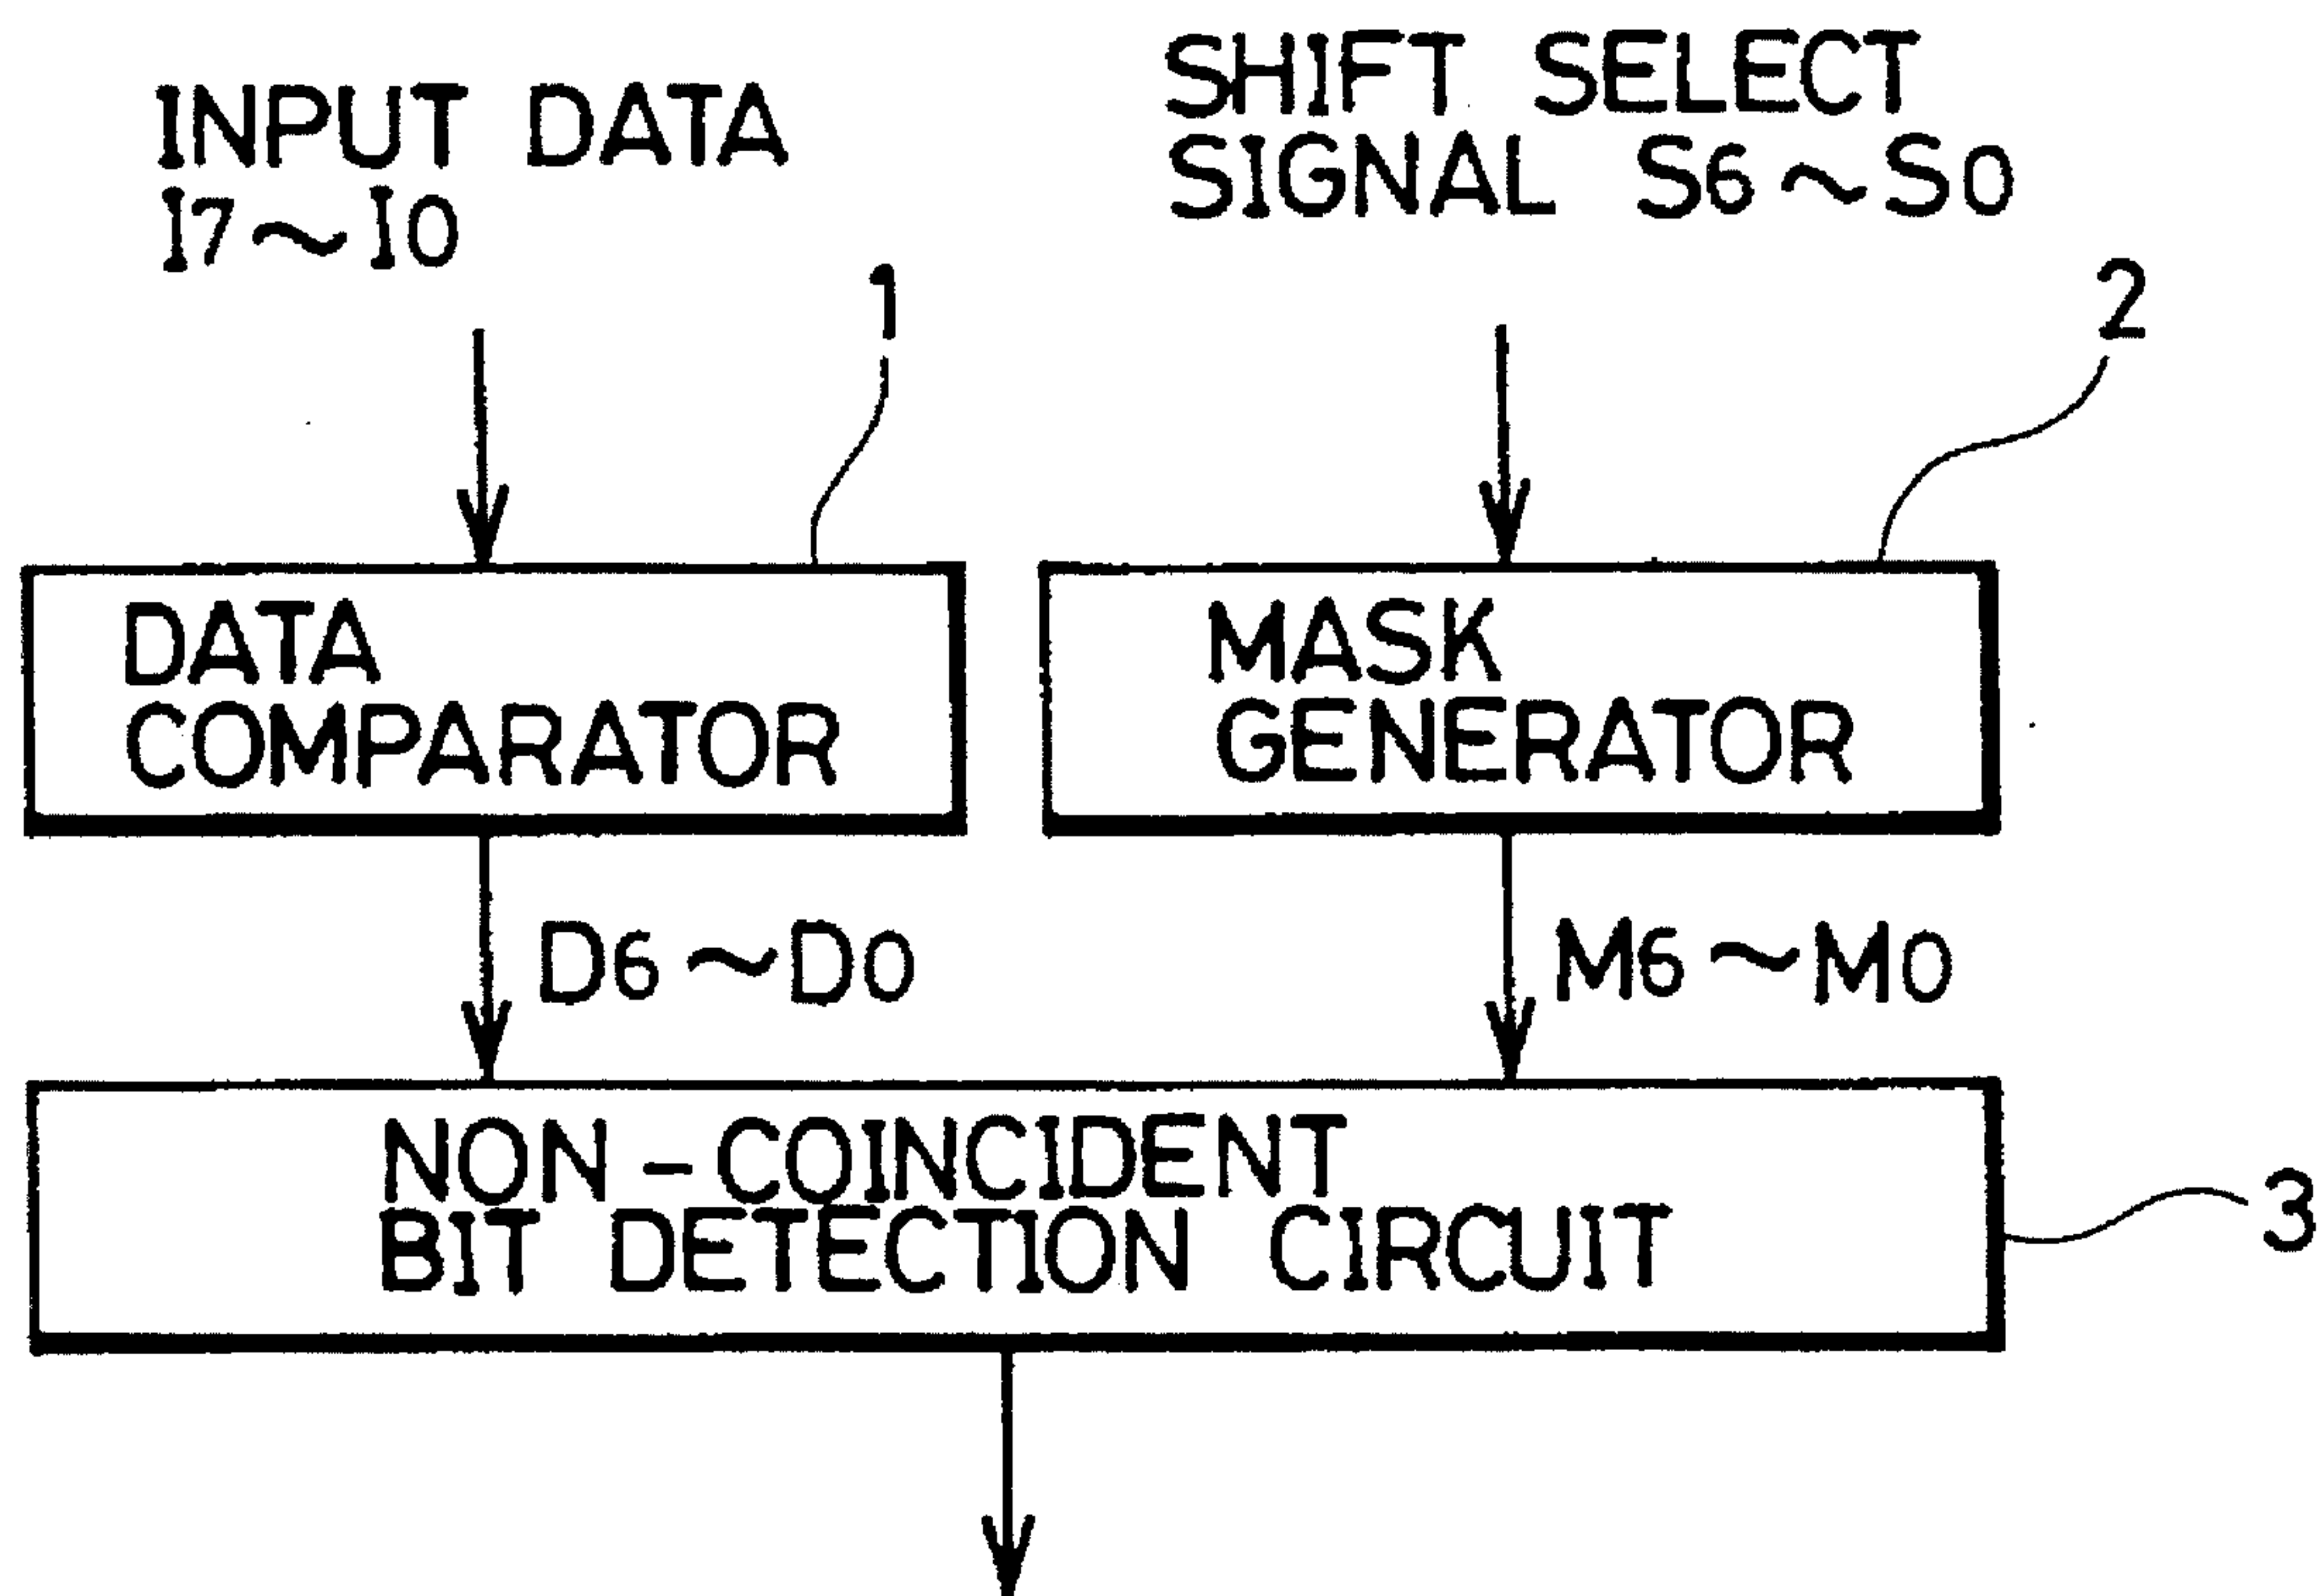 INPUT DATA
I7~I0
SHIFT SELECT
SIGNAL S6~S0
1
2
DATA
COMPARATOR
MASK
GENERATOR
D6~D0
M6~M0
NON-COINCIDENT
BIT DETECTION CIRCUIT
3